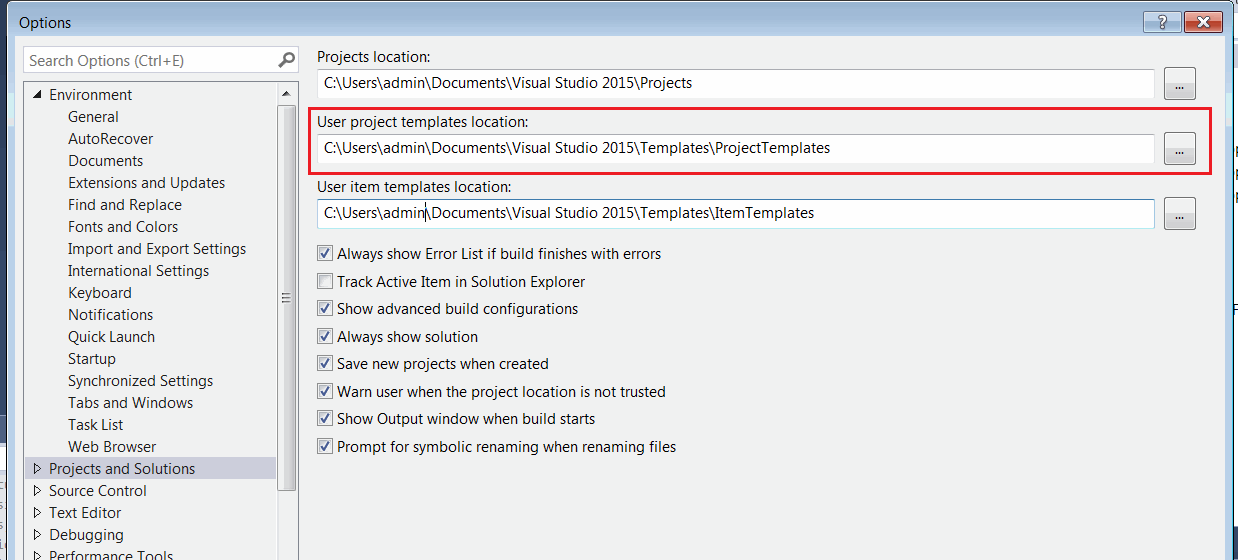 Options
?
Search Options (Ctrl+E)
Environment
General
AutoRecover
Documents
Extensions and Updates
Find and Replace
Fonts and Colors
Import and Export Settings
International Settings
Keyboard
Notifications
Quick Launch
Startup
Synchronized Settings
Tabs and Windows
Task List
Web Browser
Projects and Solutions
Source Control
Text Editor
Debugging
Performance Tools
Projects location:
C:\Users\admin\Documents\Visual Studio 2015\Projects
...
User project templates location:
C:\Users\admin\Documents\Visual Studio 2015\Templates\ProjectTemplates
...
User item templates location:
C:\Users\admin\Documents\Visual Studio 2015\Templates\ItemTemplates
...
Always show Error List if build finishes with errors
Track Active Item in Solution Explorer
Show advanced build configurations
Always show solution
Save new projects when created
Warn user when the project location is not trusted
Show Output window when build starts
Prompt for symbolic renaming when renaming files